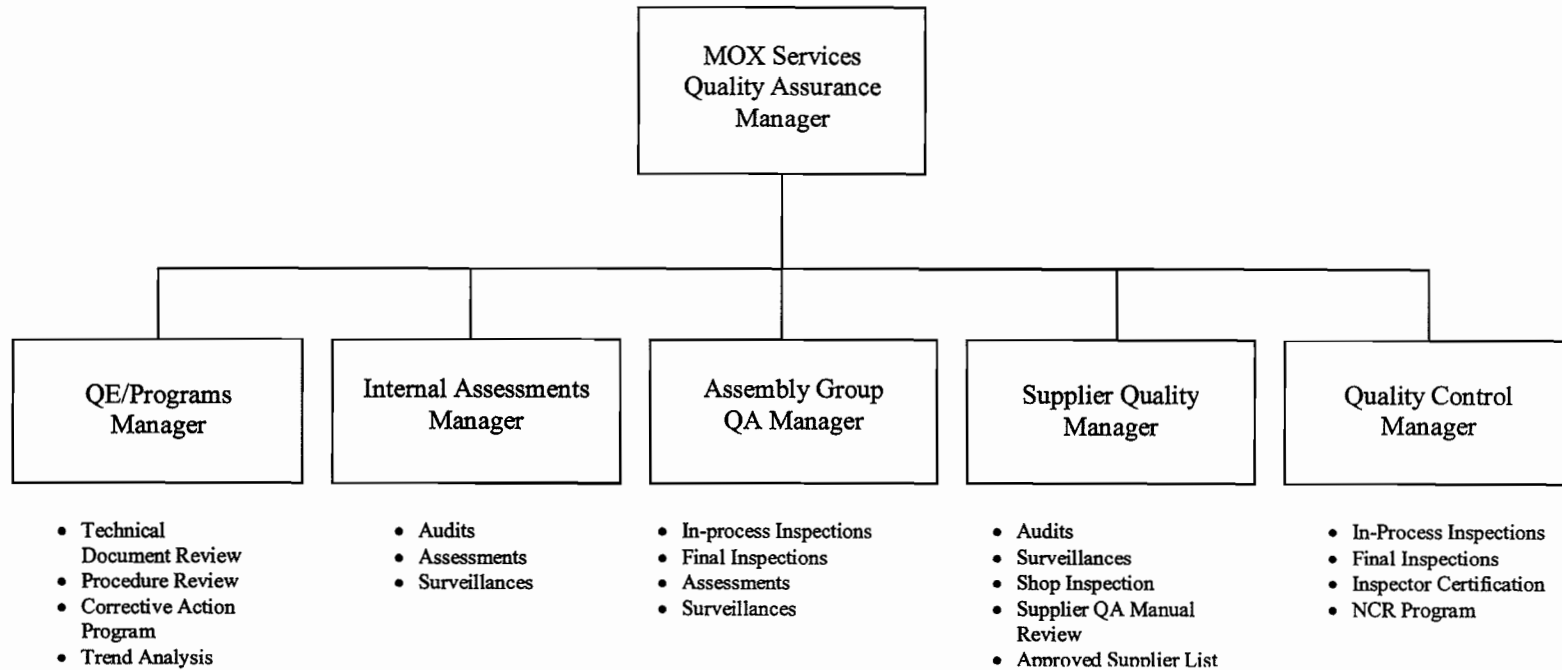 MOX Services
Quality Assurance
Manager
QE/Programs
Manager
Internal Assessments
Manager
Assembly Group
QA Manager
Supplier Quality
Manager
Quality Control
Manager
• Technical
Document Review
• Procedure Review
• Corrective Action
Program
• Trend Analysis
• Audits
• Assessments
• Surveillances
• In-process Inspections
• Final Inspections
• Assessments
• Surveillances
• Audits
• Surveillances
• Shop Inspection
• Supplier QA Manual
Review
• Approved Supplier List
• In-Process Inspections
• Final Inspections
• Inspector Certification
• NCR Program